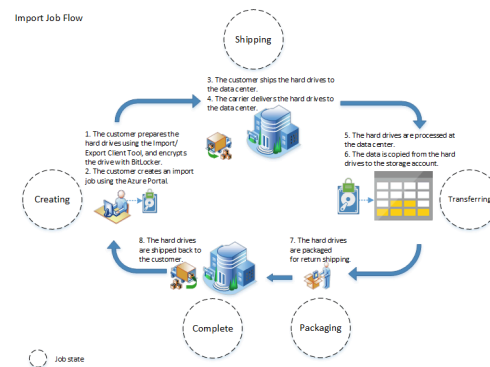 Import Job Flow
Shipping
3. The customer ships the hard drives to
the data center.
4. The carrier delivers the hard drives to
the data center.
1. The customer prepares the
hard drives using the Import/
Export Client Tool, and encrypts
the drive with BitLocker.
2. The customer creates an import
job using the Azure Portal.
5. The hard drives are processed at
the data center.
6. The data is copied from the hard
drives to the storage account.
Creating
Transferring
8. The hard drives
are shipped back to
the customer.
7. The hard drives
are packaged
for return shipping.
Complete
Packaging
Job state